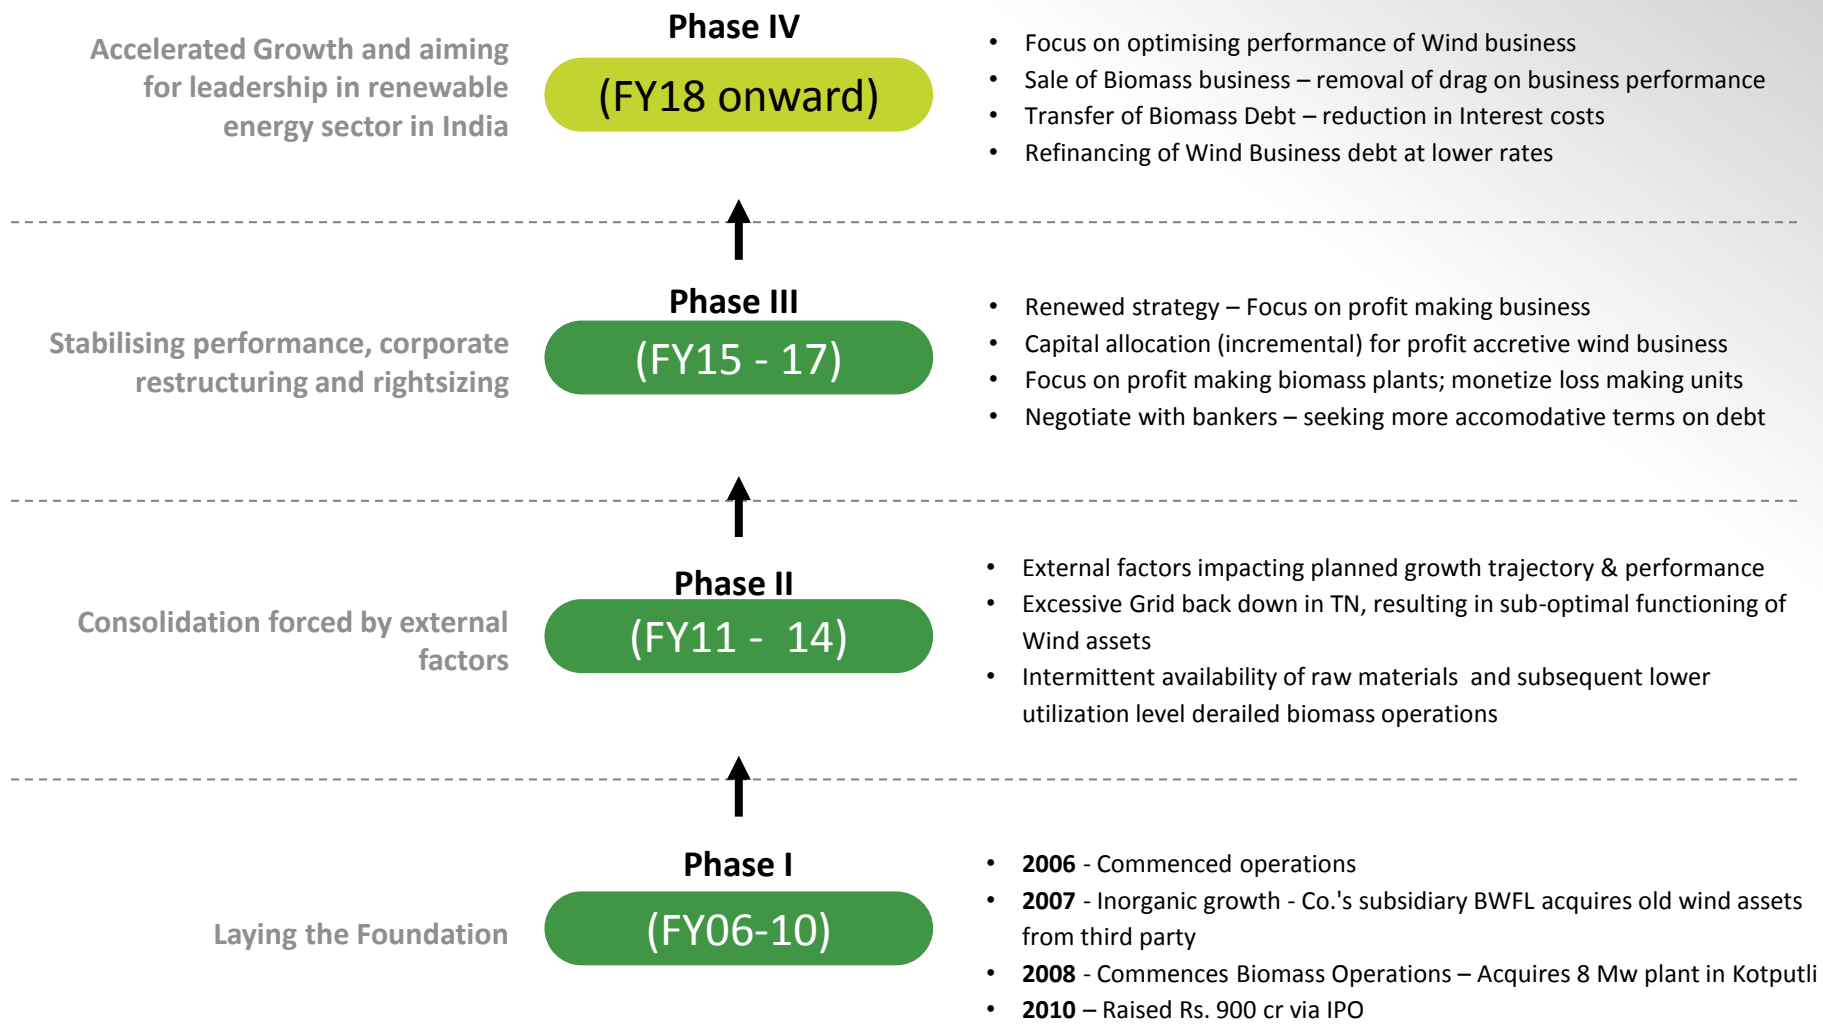 Phase IV
Accelerated Growth and aiming
for leadership in renewable
energy sector in India
(FY18 onward)
• Focus on optimising performance of Wind business
• Sale of Biomass business – removal of drag on business performance
• Transfer of Biomass Debt – reduction in Interest costs
• Refinancing of Wind Business debt at lower rates
Phase III
Stabilising performance, corporate
restructuring and rightsizing
(FY15 - 17)
• Renewed strategy – Focus on profit making business
• Capital allocation (incremental) for profit accretive wind business
• Focus on profit making biomass plants; monetize loss making units
• Negotiate with bankers – seeking more accomodative terms on debt
Phase II
Consolidation forced by external
factors
(FY11 - 14)
• External factors impacting planned growth trajectory & performance
• Excessive Grid back down in TN, resulting in sub-optimal functioning of
Wind assets
• Intermittent availability of raw materials and subsequent lower
utilization level derailed biomass operations
Phase I
Laying the Foundation
(FY06-10)
• 2006 - Commenced operations
• 2007 - Inorganic growth - Co.'s subsidiary BWFL acquires old wind assets
from third party
• 2008 - Commences Biomass Operations – Acquires 8 Mw plant in Kotputli
• 2010 – Raised Rs. 900 cr via IPO